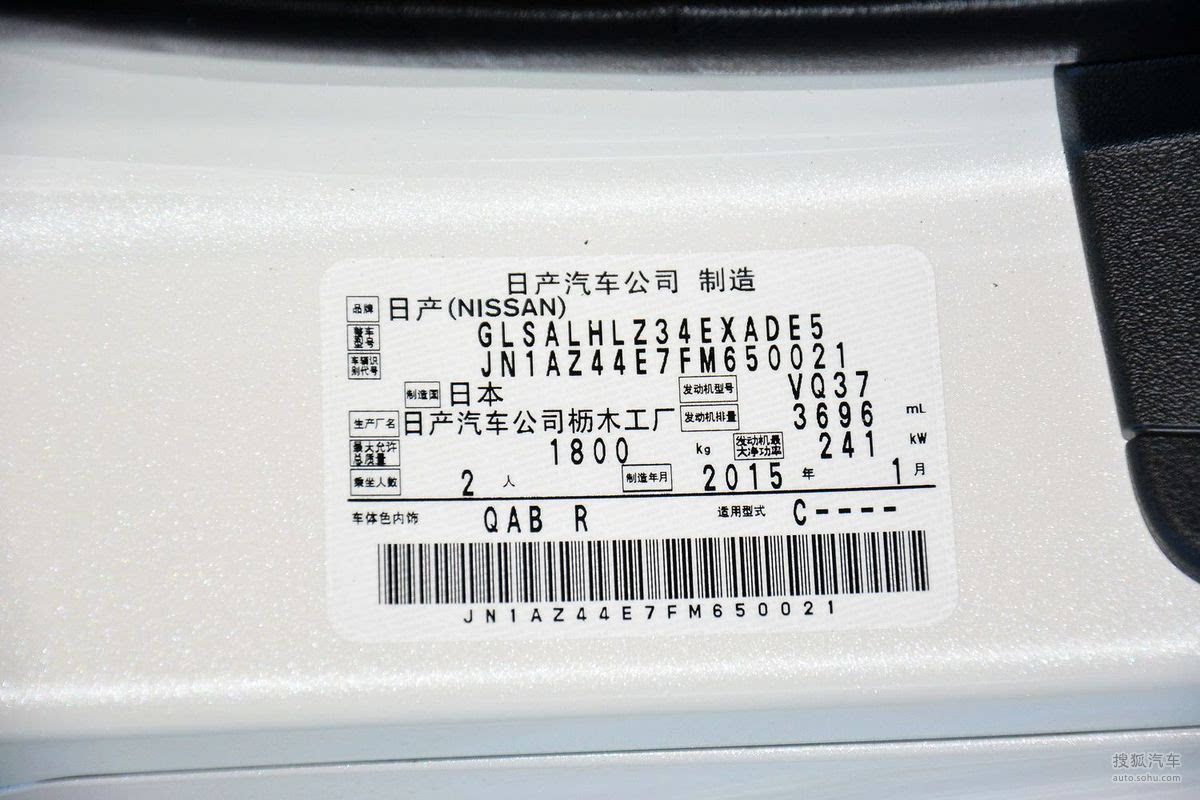 日产汽车公司 制造
品牌 日产(NISSAN)
整车型号 GLSALHLZ34EXADE5
车辆识别代号 JN1AZ44E7FM650021
制造国 日本 发动机型号 VQ37
生产厂名 日产汽车公司枥木工厂 发动机排量 3696 mL
最大允许总质量 1800 kg 发动机最大净功率 241 kW
乘坐人数 2 人 制造年月 2015 年 1 月
车体色内饰 QAB R 适用型式 C----
JN1AZ44E7FM650021
搜狐汽车
auto.sohu.com